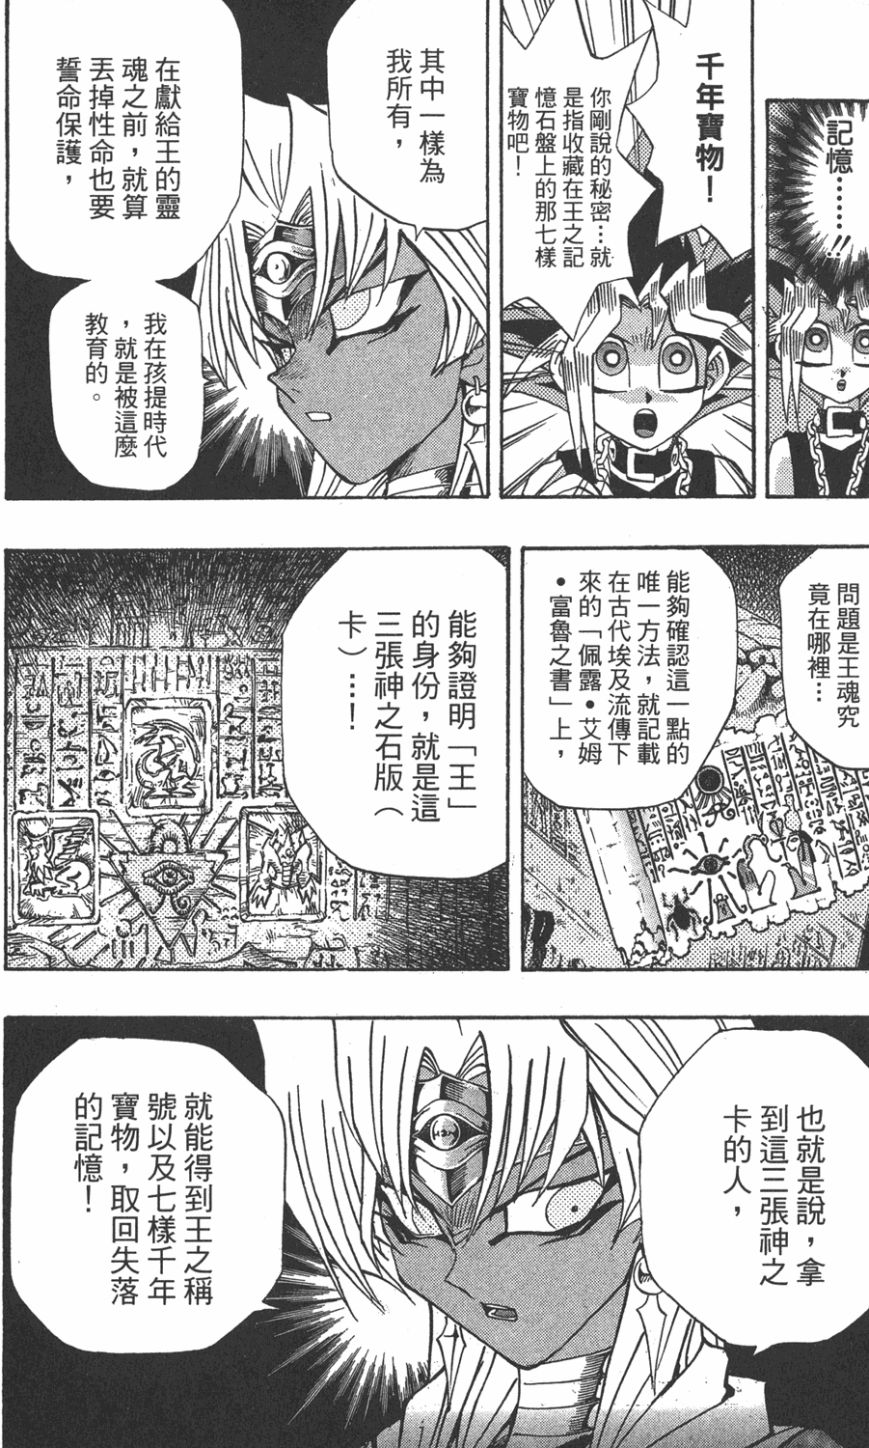 記憶……!!
千年寶物！
你剛說的秘密…就
是指收藏在王之記
憶石盤上的那七樣
寶物吧！
其中一樣為
我所有，
在獻給王的靈
魂之前，就算
丟掉性命也要
誓命保護，
我在孩提時代
，就是被這麼
教育的。
問題是王魂究
竟在哪裡…
能夠確認這一點的
唯一方法，就記載
在古代埃及流傳下
來的「佩露•艾姆
•富魯之書」上，
能夠證明「王」
的身份，就是這
三張神之石版（
卡）…！
也就是說，拿
到這三張神之
卡的人，
就能得到王之稱
號以及七樣千年
寶物，取回失落
的記憶！